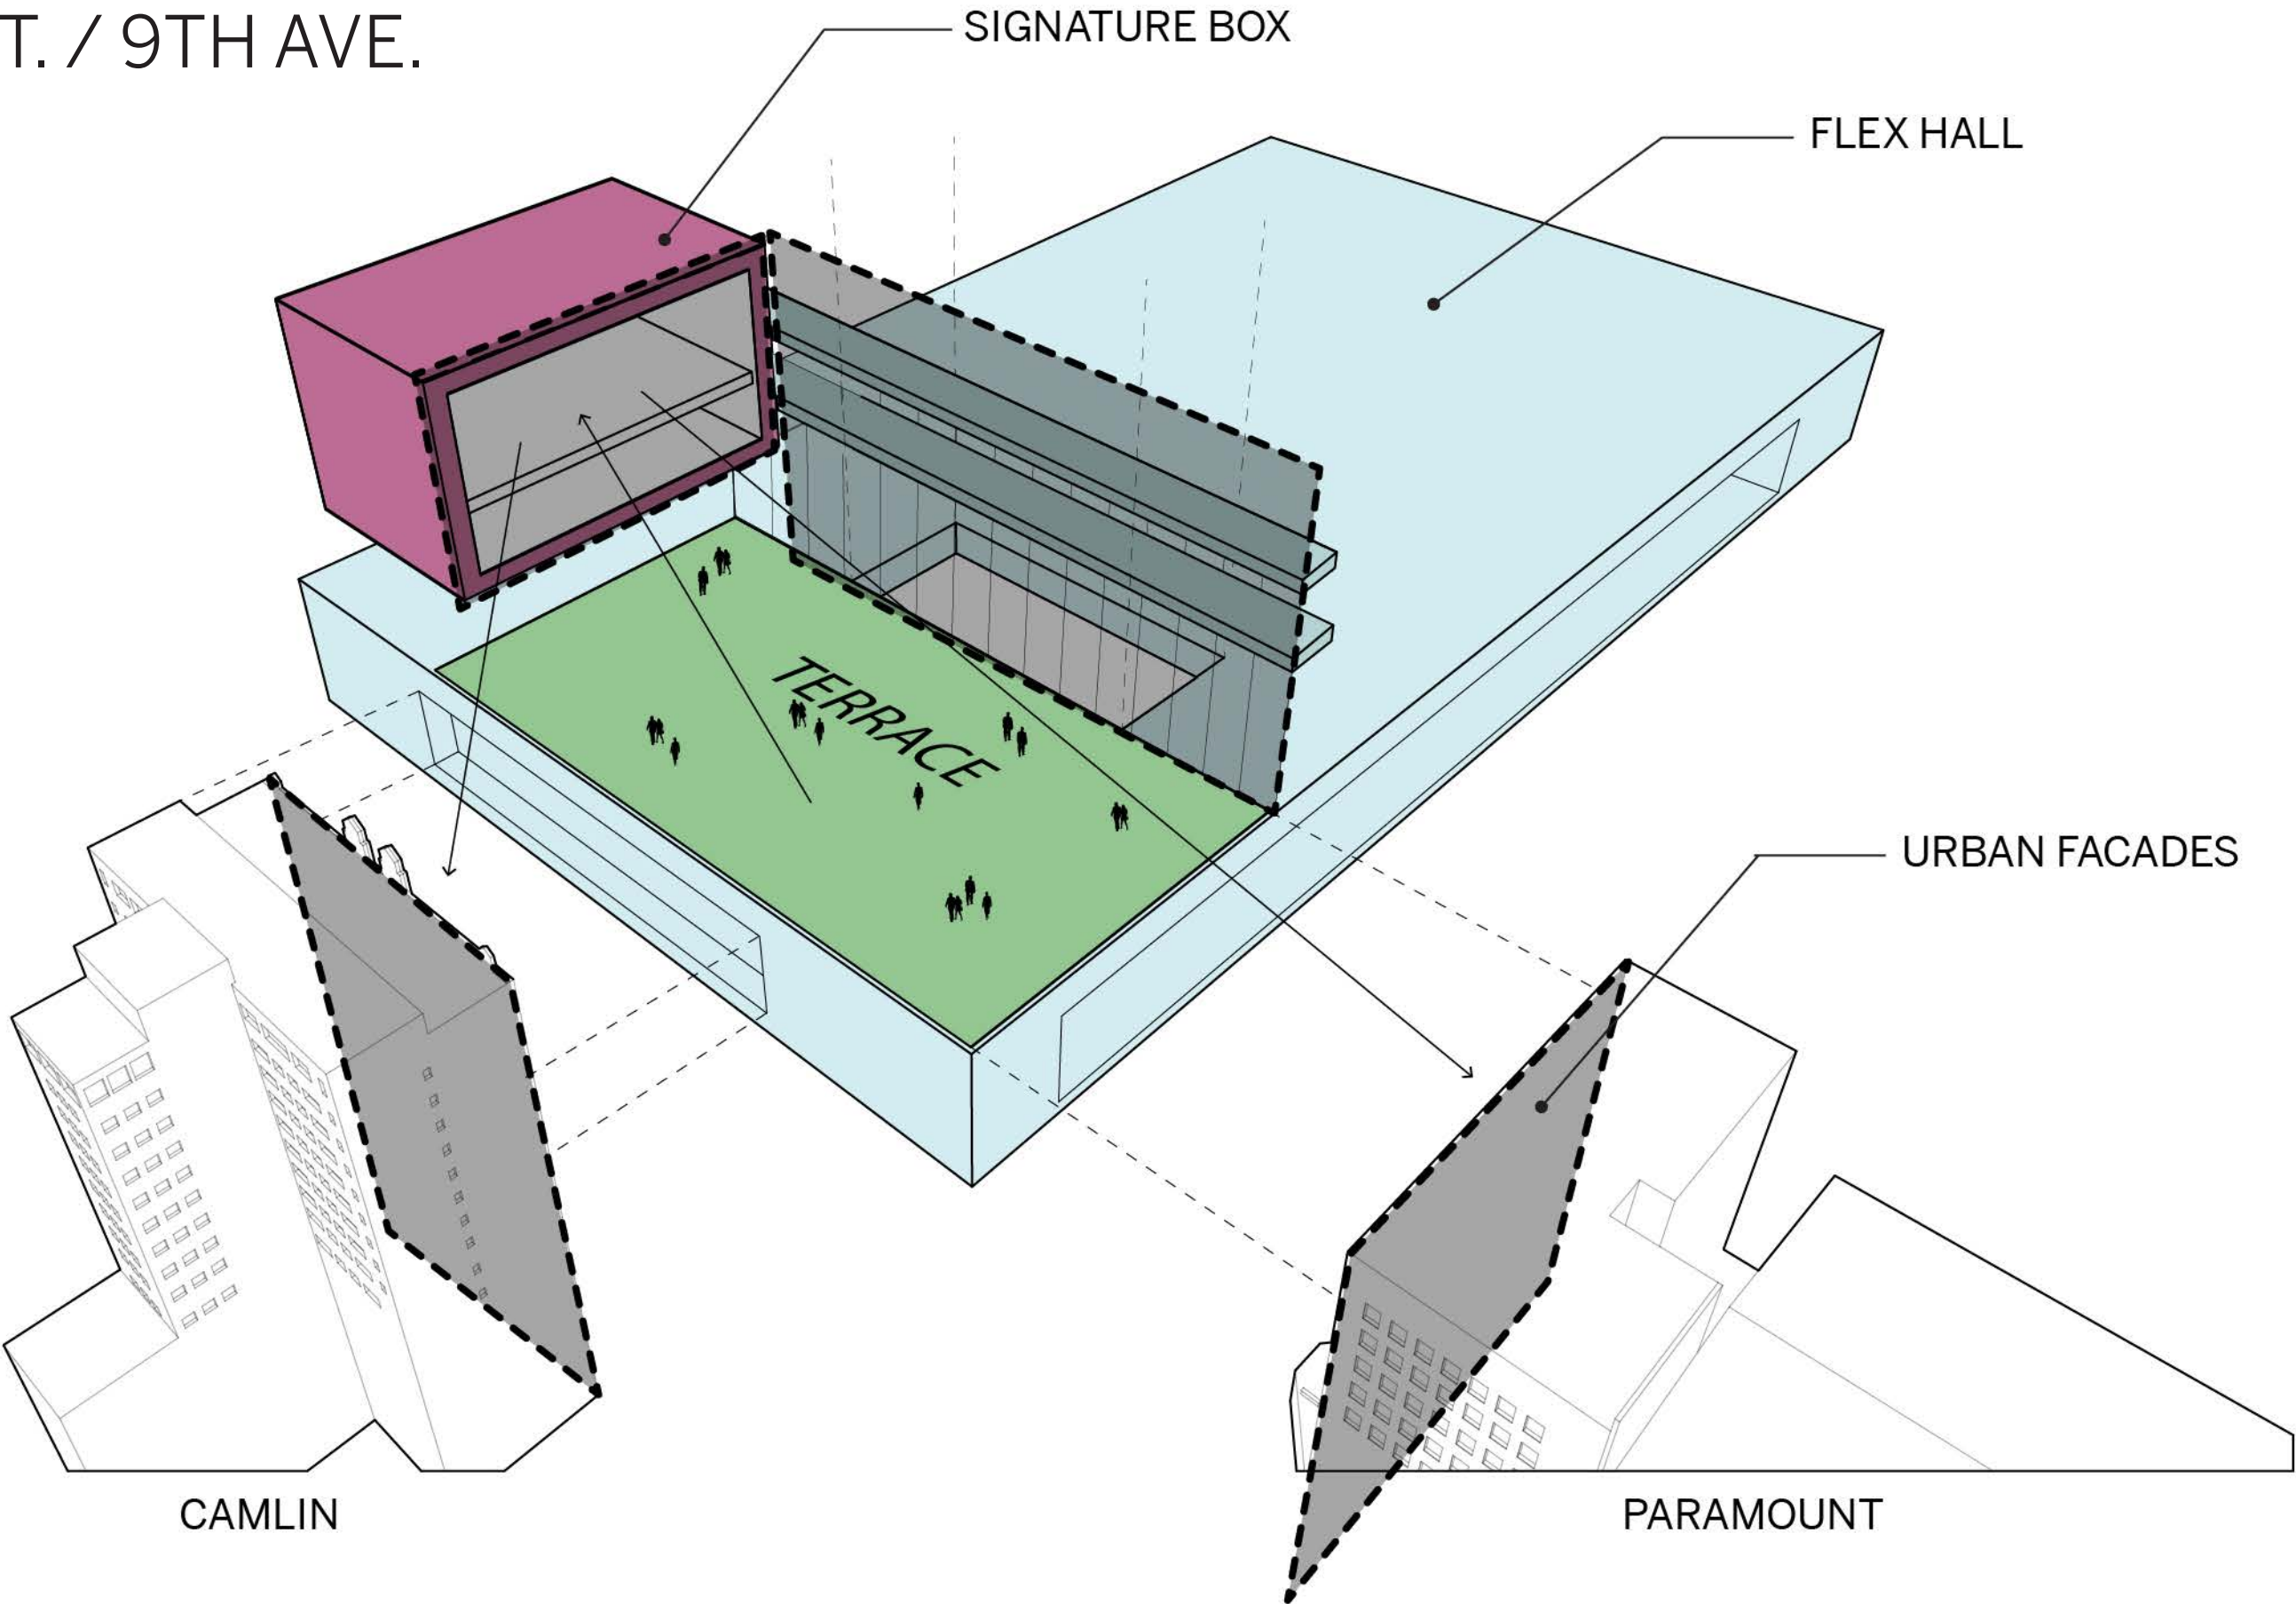 T. / 9TH AVE.
SIGNATURE BOX
FLEX HALL
TERRACE
URBAN FACADES
CAMLIN
PARAMOUNT